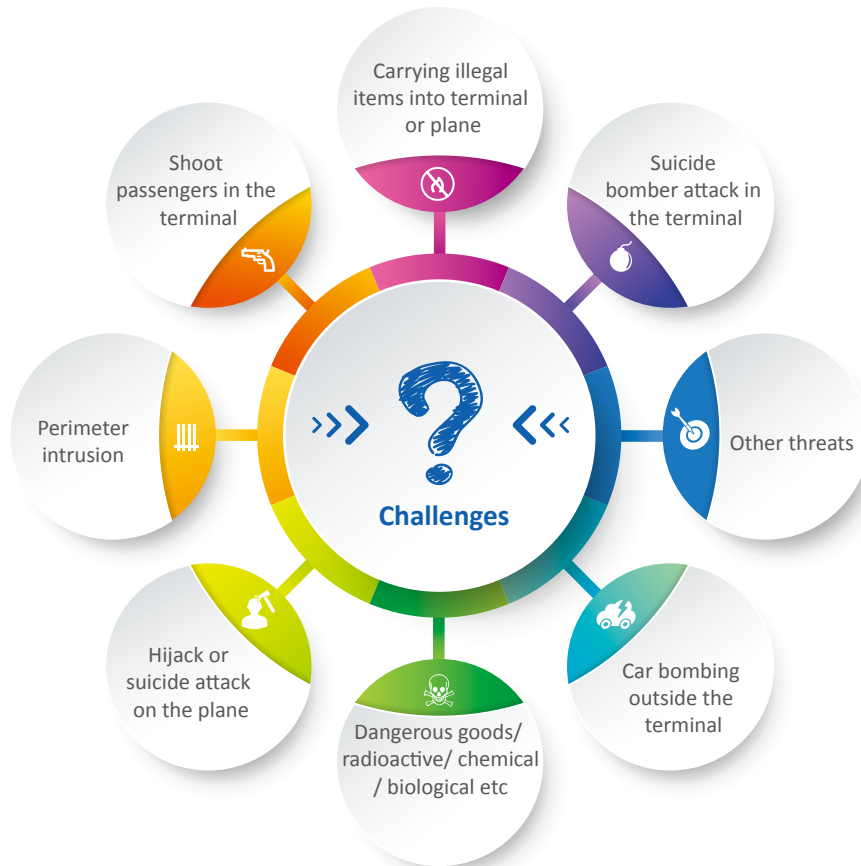 Carrying illegal
items into terminal
or plane
Suicide
bomber attack in
the terminal
Other threats
Car bombing
outside the
terminal
Dangerous goods/
radioactive/ chemical
/ biological etc
Hijack or
suicide attack
on the plane
Perimeter
intrusion
Shoot
passengers in the
terminal
?
Challenges